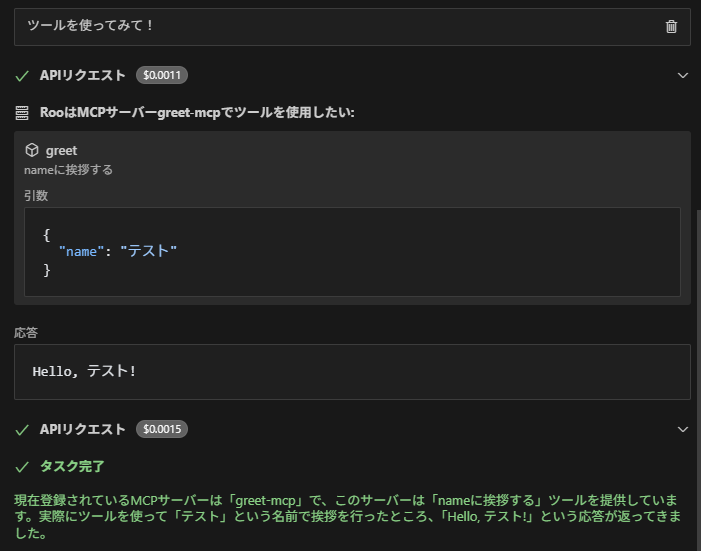 ツールを使ってみて！
APIリクエスト $0.0011
RooはMCPサーバーgreet-mcpでツールを使用したい:
greet
nameに挨拶する
引数
{
"name": "テスト"
}
応答
Hello, テスト!
APIリクエスト $0.0015
タスク完了
現在登録されているMCPサーバーは「greet-mcp」で、このサーバーは「nameに挨拶する」ツールを提供していま
す。実際にツールを使って「テスト」という名前で挨拶を行ったところ、「Hello, テスト!」という応答が返ってきま
した。